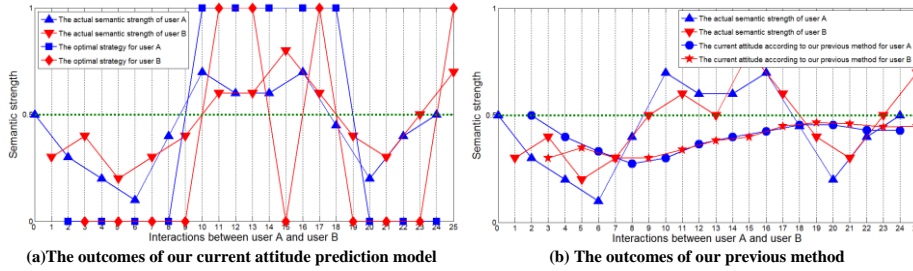 1
The actual semantic strength of user A
The actual semantic strength of user B
The optimal strategy for user A
The optimal strategy for user B
Semantic strength
0.5
0
0 1 2 3 4 5 6 7 8 9 10 11 12 13 14 15 16 17 18 19 20 21 22 23 24 25
Interactions between user A and user B
(a)The outcomes of our current attitude prediction model
1
The actual semantic strength of user A
The actual semantic strength of user B
The current attitude according to our previous method for user A
The current attitude according to our previous method for user B
Semantic strength
0.5
0
0 1 2 3 4 5 6 7 8 9 10 11 12 13 14 15 16 17 18 19 20 21 22 23 24 25
Interactions between user A and user B
(b) The outcomes of our previous method